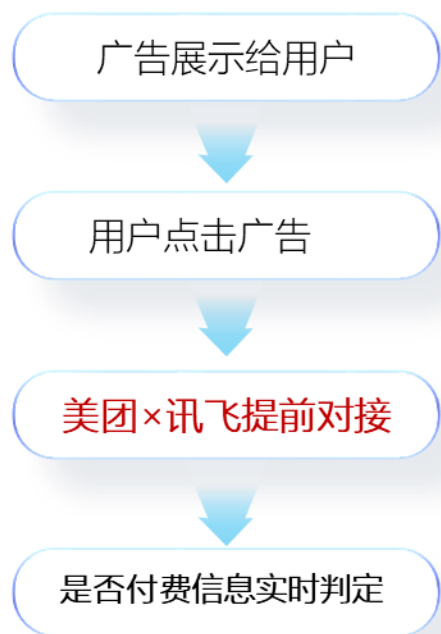 广告展示给用户
用户点击广告
美团×讯飞提前对接
是否付费信息实时判定